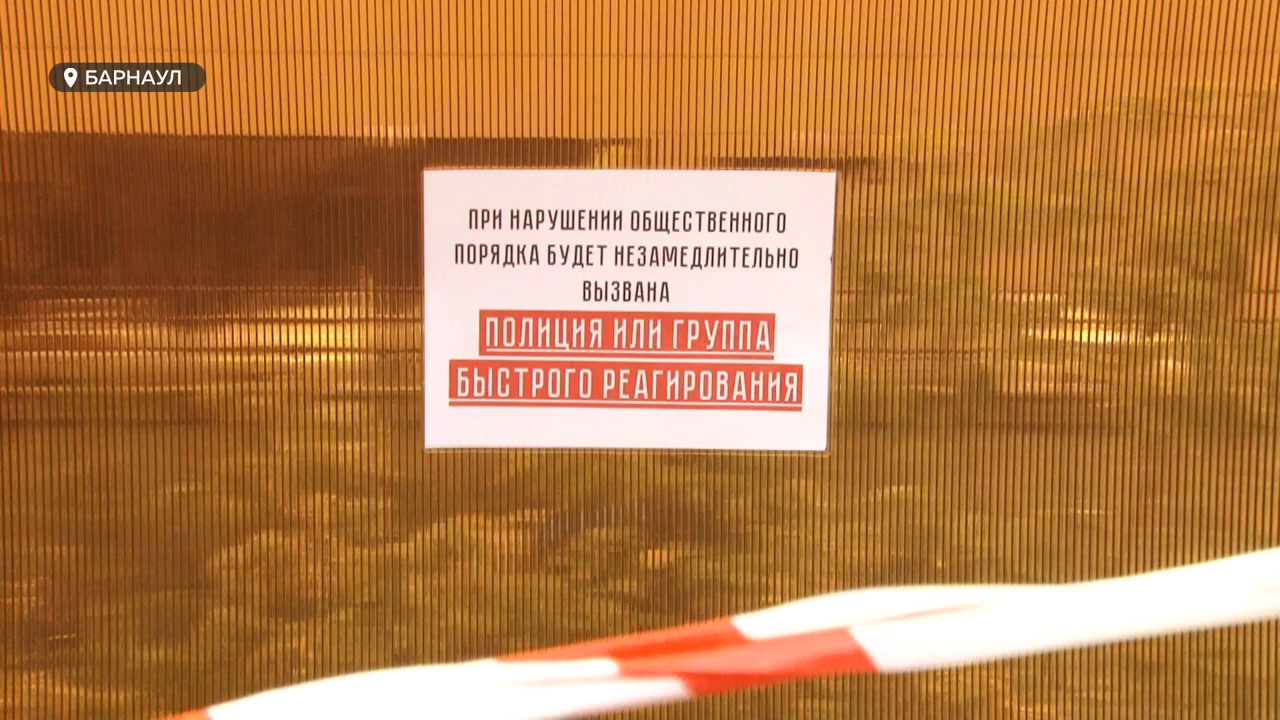 БАРНАУЛ
ПРИ НАРУШЕНИИ ОБЩЕСТВЕННОГО
ПОРЯДКА БУДЕТ НЕЗАМЕДЛИТЕЛЬНО
ВЫЗВАНА
ПОЛИЦИЯ ИЛИ ГРУППА
БЫСТРОГО РЕАГИРОВАНИЯ